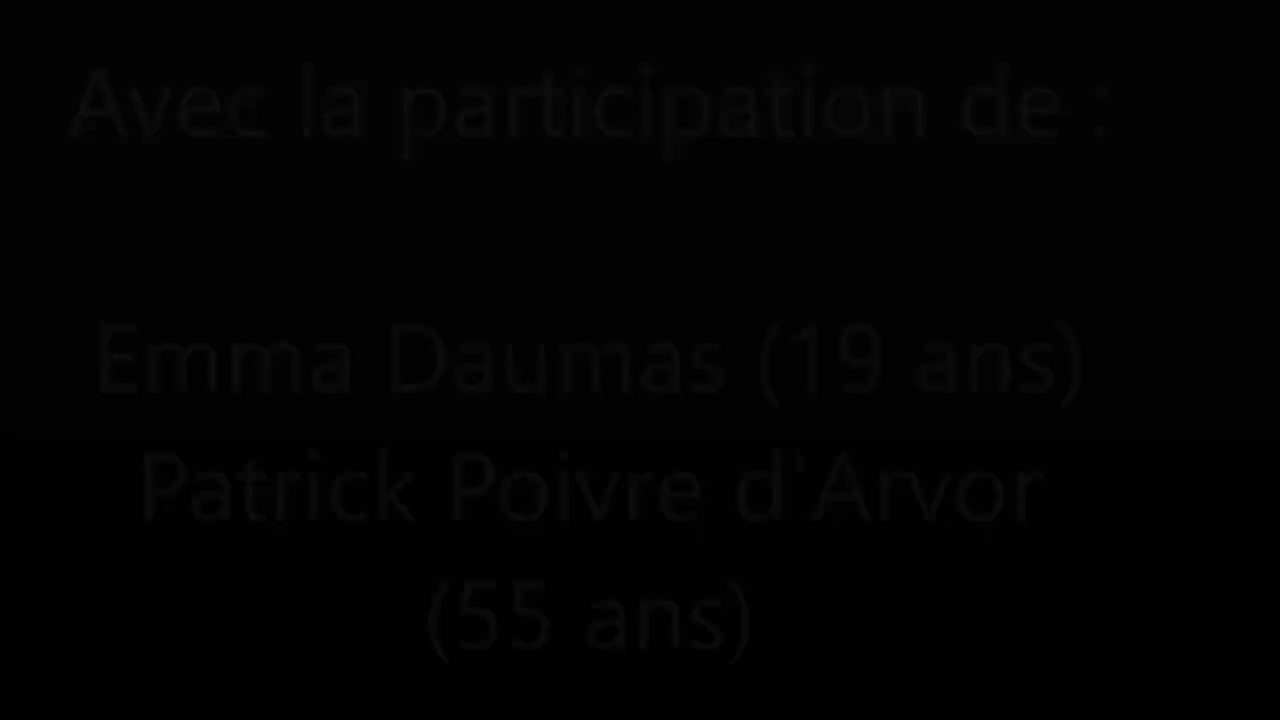 Avec la participation de :
Emma Daumas (19 ans)
Patrick Poivre d'Arvor
(55 ans)